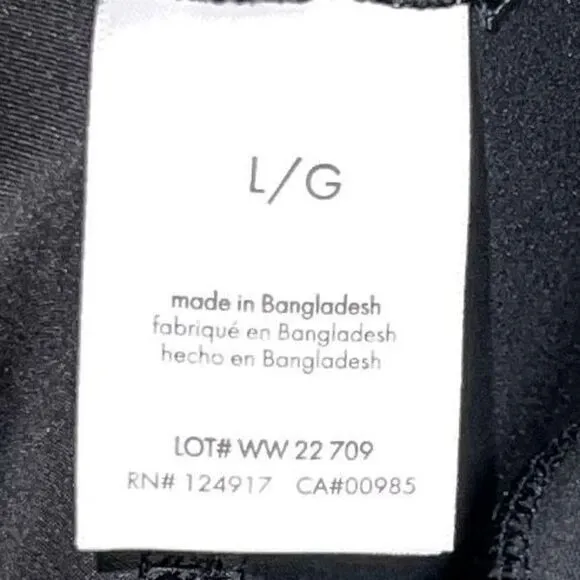 L/G
made in Bangladesh
fabriqué en Bangladesh
hecho en Bangladesh
LOT# WW 22 709
RN# 124917 CA#00985